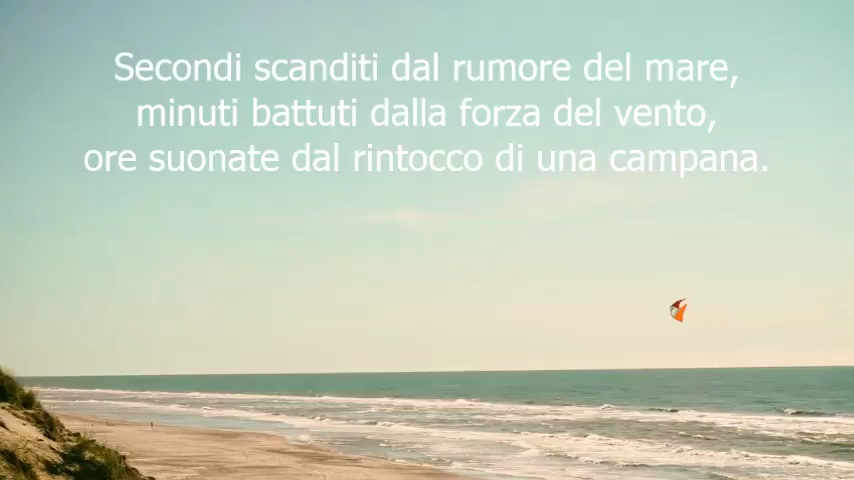 Secondi scanditi dal rumore del mare,
minuti battuti dalla forza del vento,
ore suonate dal rintocco di una campana.